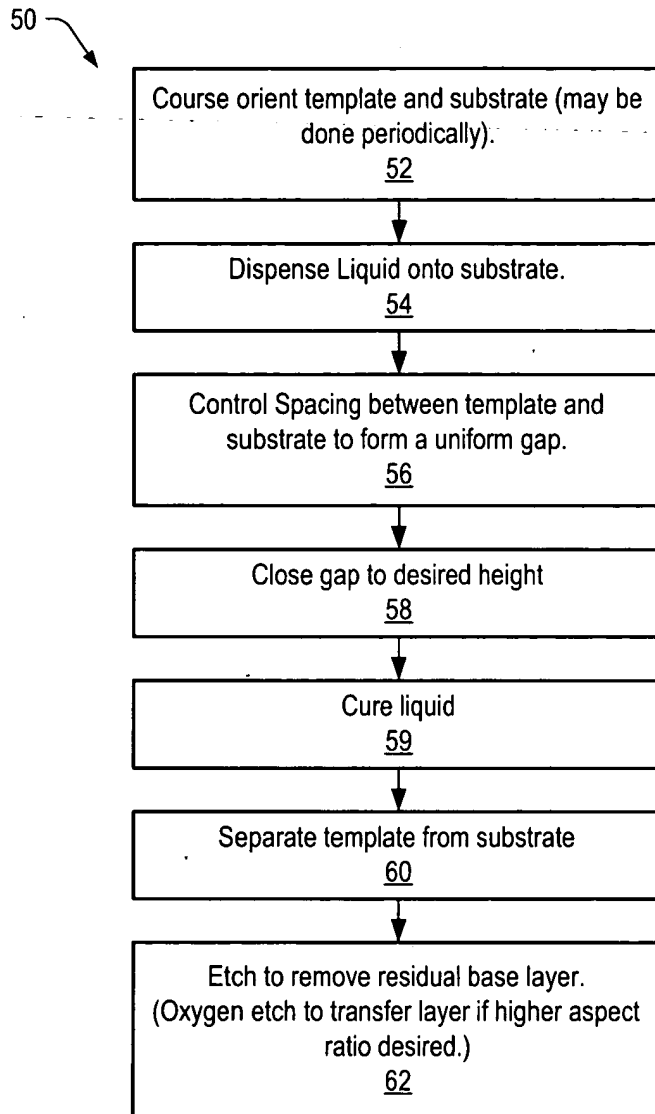 50
Course orient template and substrate (may be
done periodically).
52
Dispense Liquid onto substrate.
54
Control Spacing between template and
substrate to form a uniform gap.
56
Close gap to desired height
58
Cure liquid
59
Separate template from substrate
60
Etch to remove residual base layer.
(Oxygen etch to transfer layer if higher aspect
ratio desired.)
62